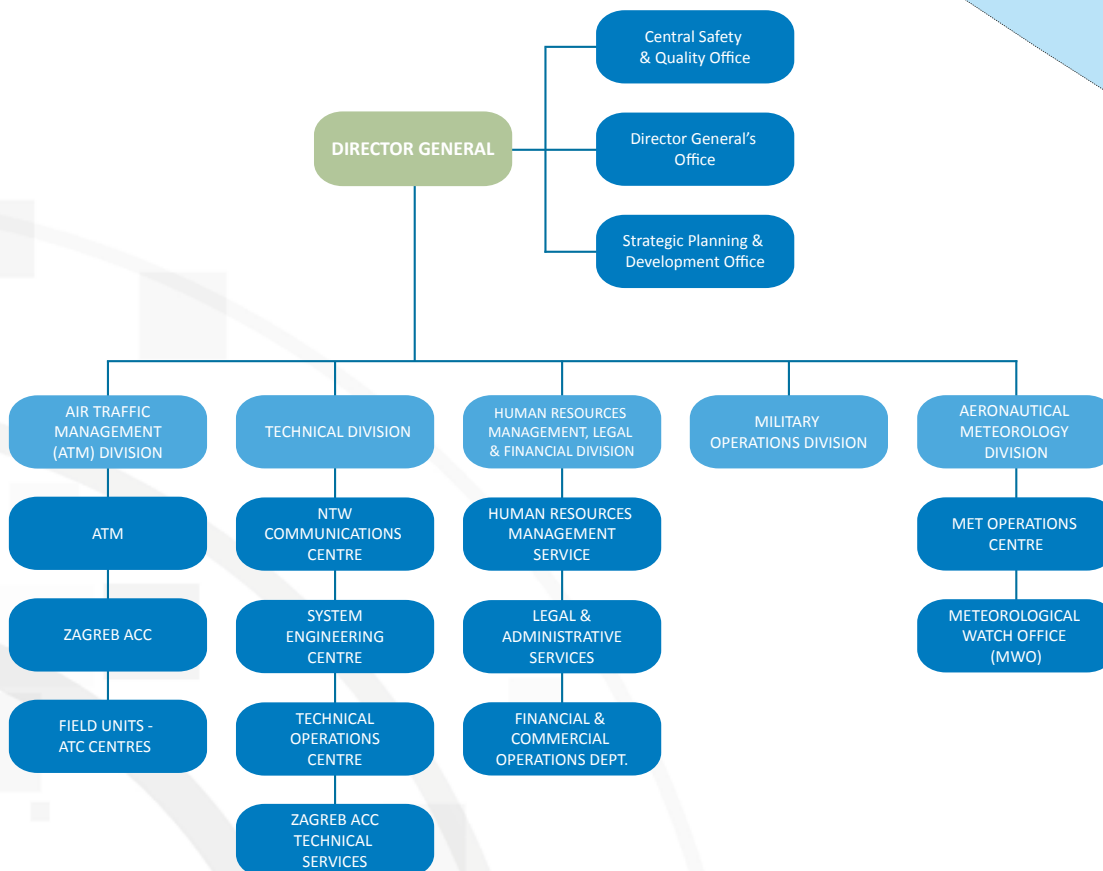 Central Safety
& Quality Office
DIRECTOR GENERAL
Director General's
Office
Strategic Planning &
Development Office
AIR TRAFFIC
MANAGEMENT
(ATM) DIVISION
TECHNICAL DIVISION
HUMAN RESOURCES
MANAGEMENT, LEGAL
& FINANCIAL DIVISION
MILITARY
OPERATIONS DIVISION
AERONAUTICAL
METEOROLOGY
DIVISION
ATM
NTW
COMMUNICATIONS
CENTRE
HUMAN RESOURCES
MANAGEMENT
SERVICE
MET OPERATIONS
CENTRE
ZAGREB ACC
SYSTEM
ENGINEERING
CENTRE
LEGAL &
ADMINISTRATIVE
SERVICES
METEOROLOGICAL
WATCH OFFICE
(MWO)
FIELD UNITS -
ATC CENTRES
TECHNICAL
OPERATIONS
CENTRE
FINANCIAL &
COMMERCIAL
OPERATIONS DEPT.
ZAGREB ACC
TECHNICAL
SERVICES